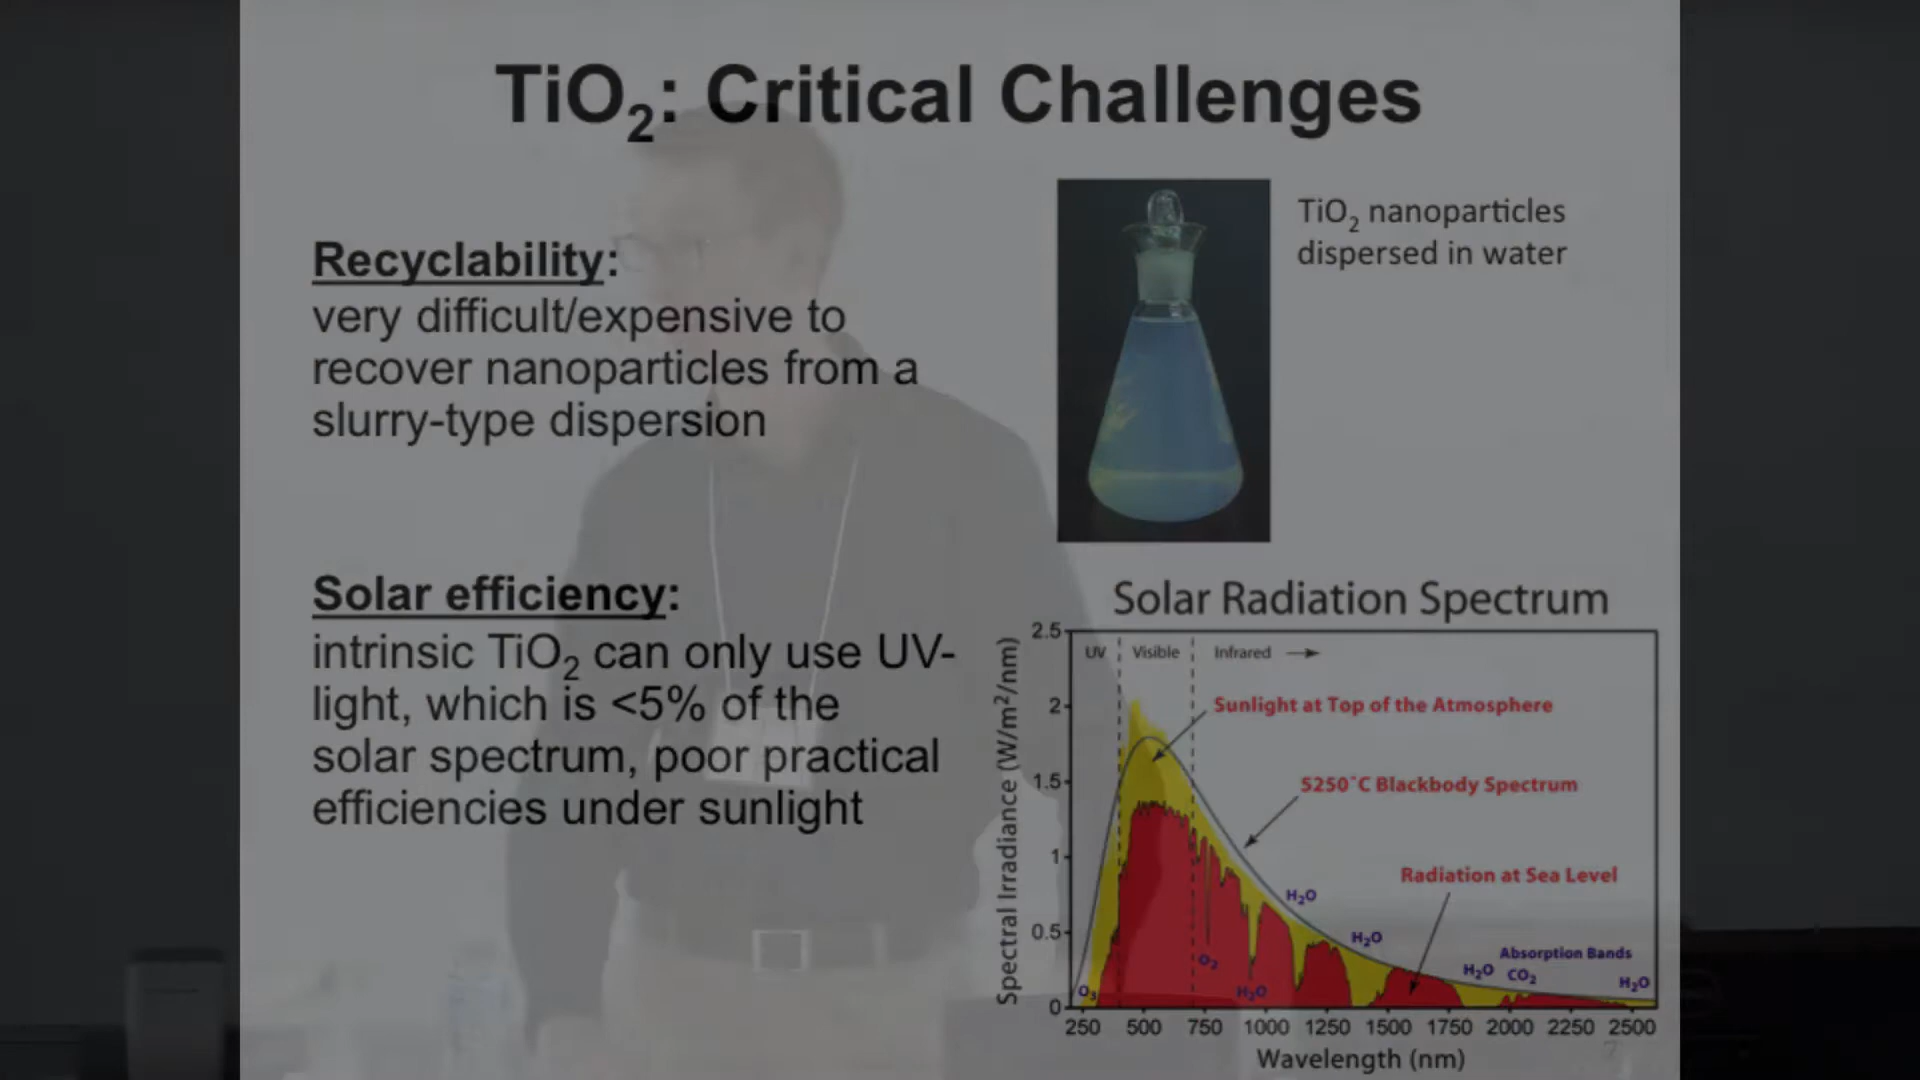 TiO₂: Critical Challenges
Recyclability:
very difficult/expensive to
recover nanoparticles from a
slurry-type dispersion
TiO₂ nanoparticles
dispersed in water
Solar efficiency:
intrinsic TiO₂ can only use UV-
light, which is <5% of the
solar spectrum, poor practical
efficiencies under sunlight
Solar Radiation Spectrum
UV Visible Infrared
Sunlight at Top of the Atmosphere
5250°C Blackbody Spectrum
Radiation at Sea Level
H₂O
H₂O
Absorption Bands
H₂O CO₂ H₂O
O₂
O₃ H₂O
Spectral Irradiance (W/m²/nm)
2.5
2
1.5
1
0.5
0
250 500 750 1000 1250 1500 1750 2000 2250 2500
Wavelength (nm)
7